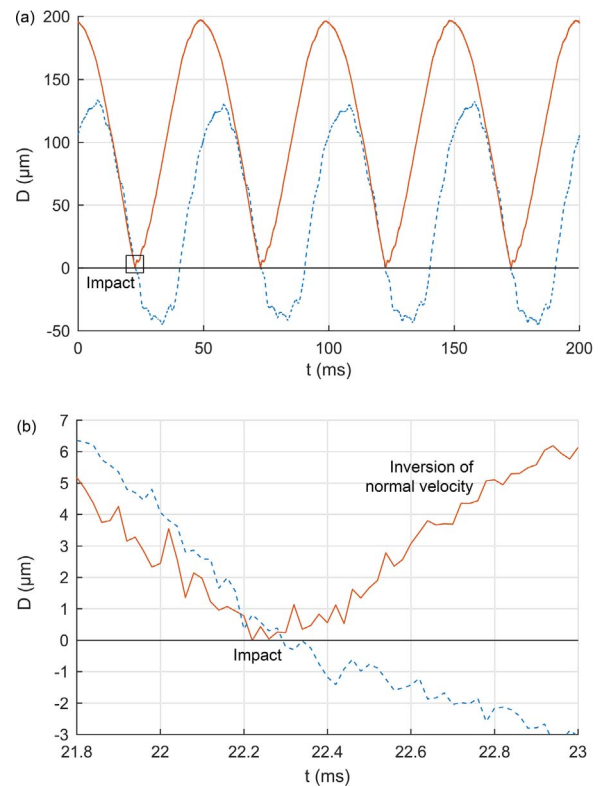 (a)
200
150
100
50
0
-50
D (μm)
Impact
0 50 100 150 200
t (ms)
(b)
7
6
5
4
3
2
1
0
-1
-2
-3
D (μm)
Inversion of
normal velocity
Impact
21.8 22 22.2 22.4 22.6 22.8 23
t (ms)